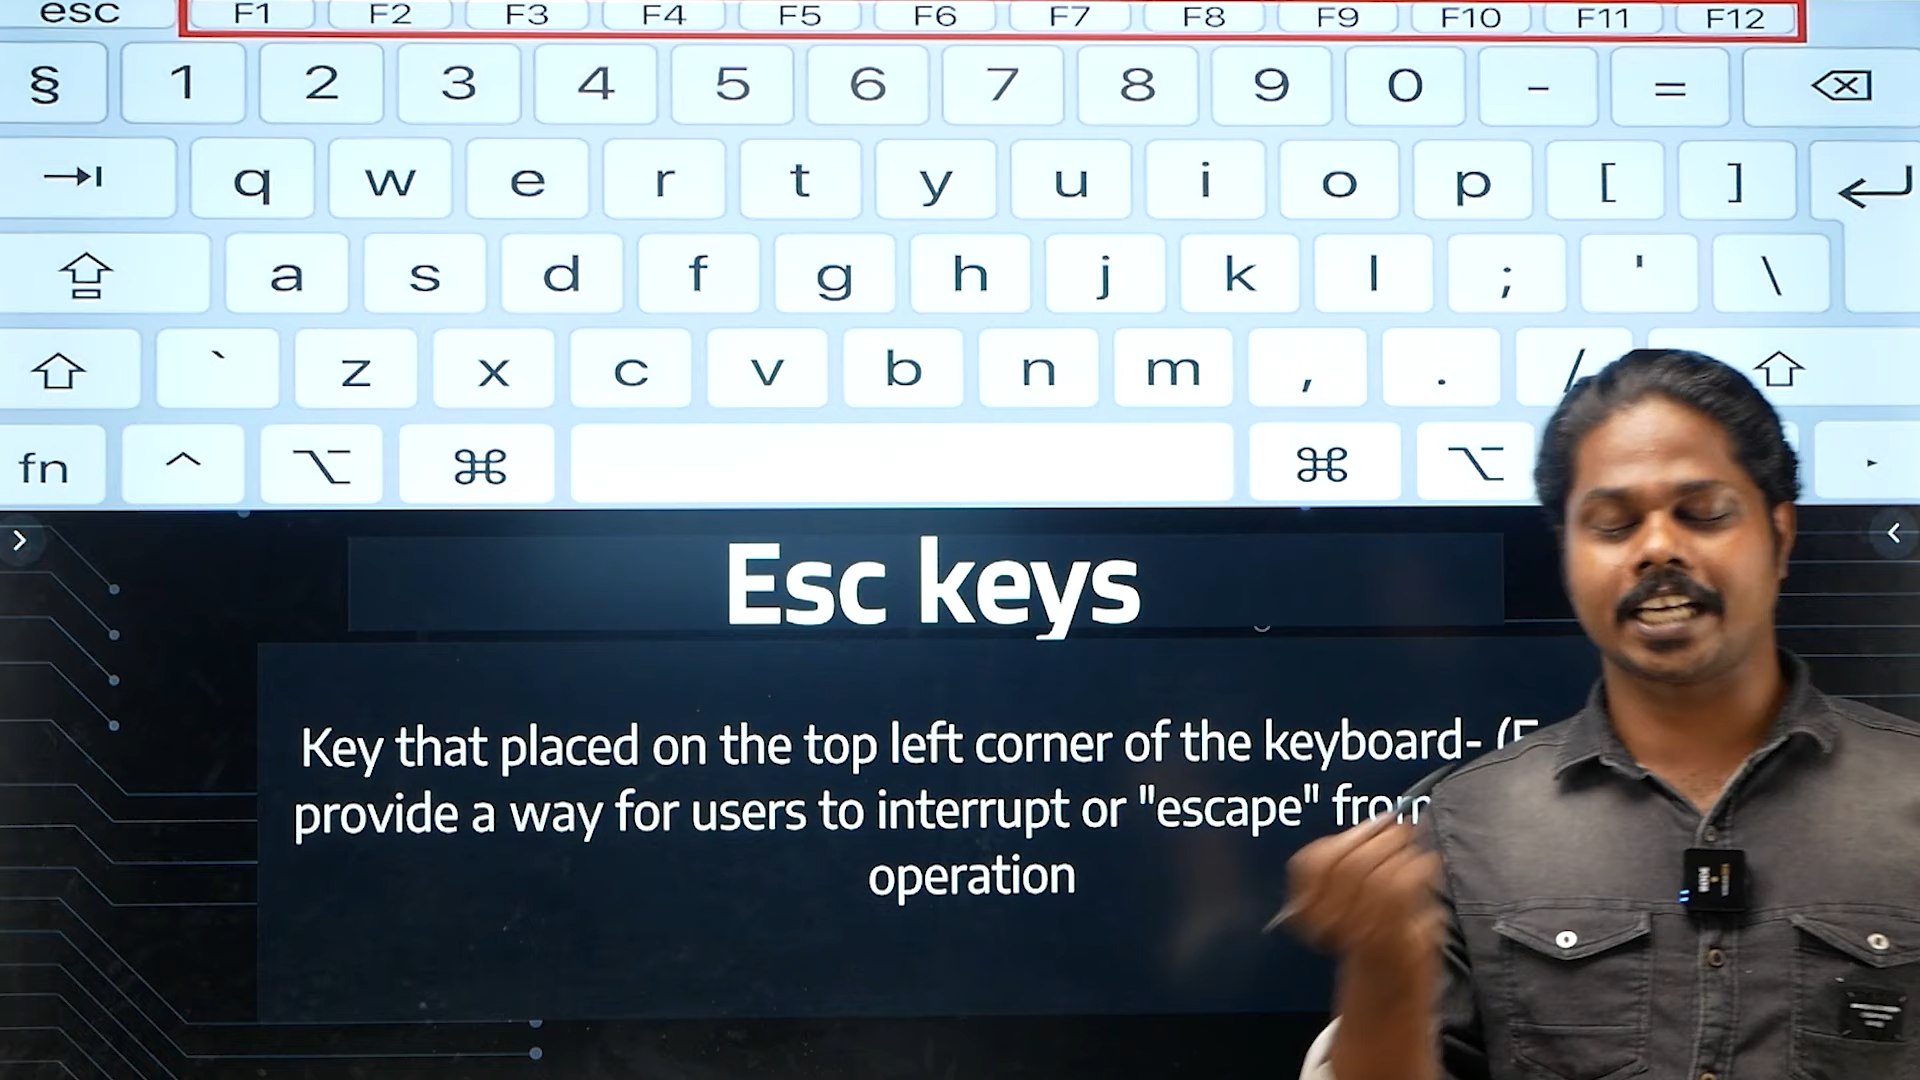 esc F1 F2 F3 F4 F5 F6 F7 F8 F9 F10 F11 F12
§ 1 2 3 4 5 6 7 8 9 0 - =
q w e r t y u i o p [ ]
a s d f g h j k l ; ' \
` z x c v b n m , . /
fn
Esc keys
Key that placed on the top left corner of the keyboard- (E
provide a way for users to interrupt or "escape" from
operation